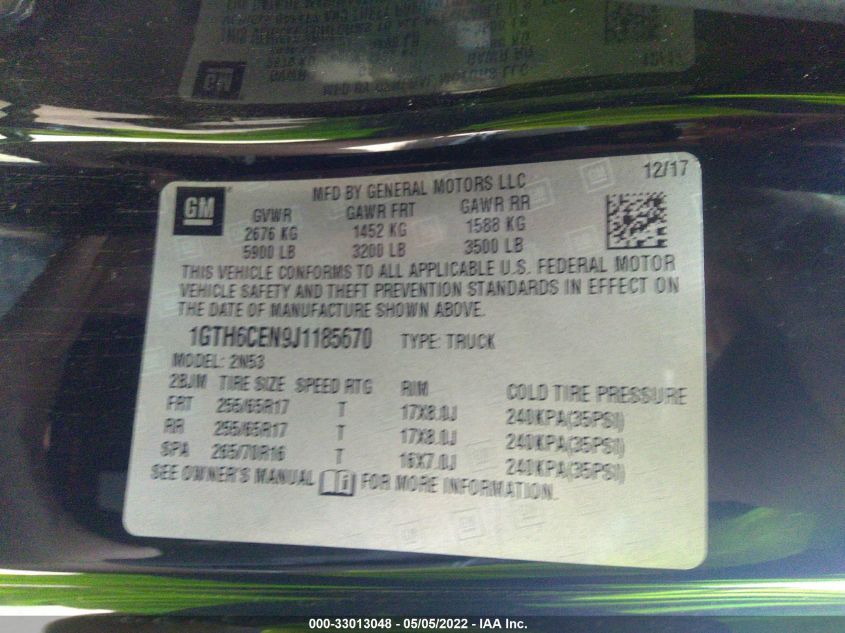 12/17
GM
MFD BY GENERAL MOTORS LLC
GVWR GAWR FRT GAWR RR
2676 KG 1452 KG 1588 KG
5900 LB 3200 LB 3500 LB
THIS VEHICLE CONFORMS TO ALL APPLICABLE U.S. FEDERAL MOTOR
VEHICLE SAFETY AND THEFT PREVENTION STANDARDS IN EFFECT ON
THE DATE OF MANUFACTURE SHOWN ABOVE.
1GTH6CEN9J1185670 TYPE: TRUCK
MODEL: 2N53
2BJM TIRE SIZE SPEED RTG RIM COLD TIRE PRESSURE
FRT 255/65R17 T 17X8.0J 240KPA(35PSI)
RR 255/65R17 T 17X8.0J 240KPA(35PSI)
SPA 265/70R16 T 16X7.0J 240KPA(35PSI)
SEE OWNER'S MANUAL FOR MORE INFORMATION.
000-33013048 - 05/05/2022 - IAA Inc.